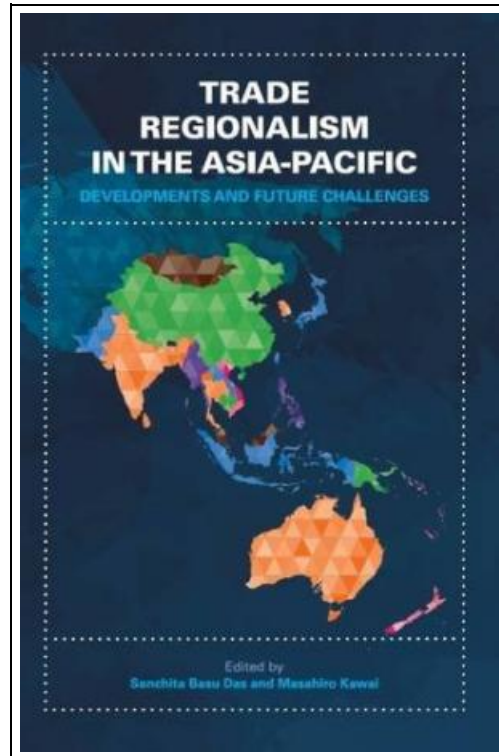 TRADE
REGIONALISM
IN THE ASIA-PACIFIC
DEVELOPMENTS AND FUTURE CHALLENGES
Edited by
Sanchita Basu Das and Masahiro Kawai